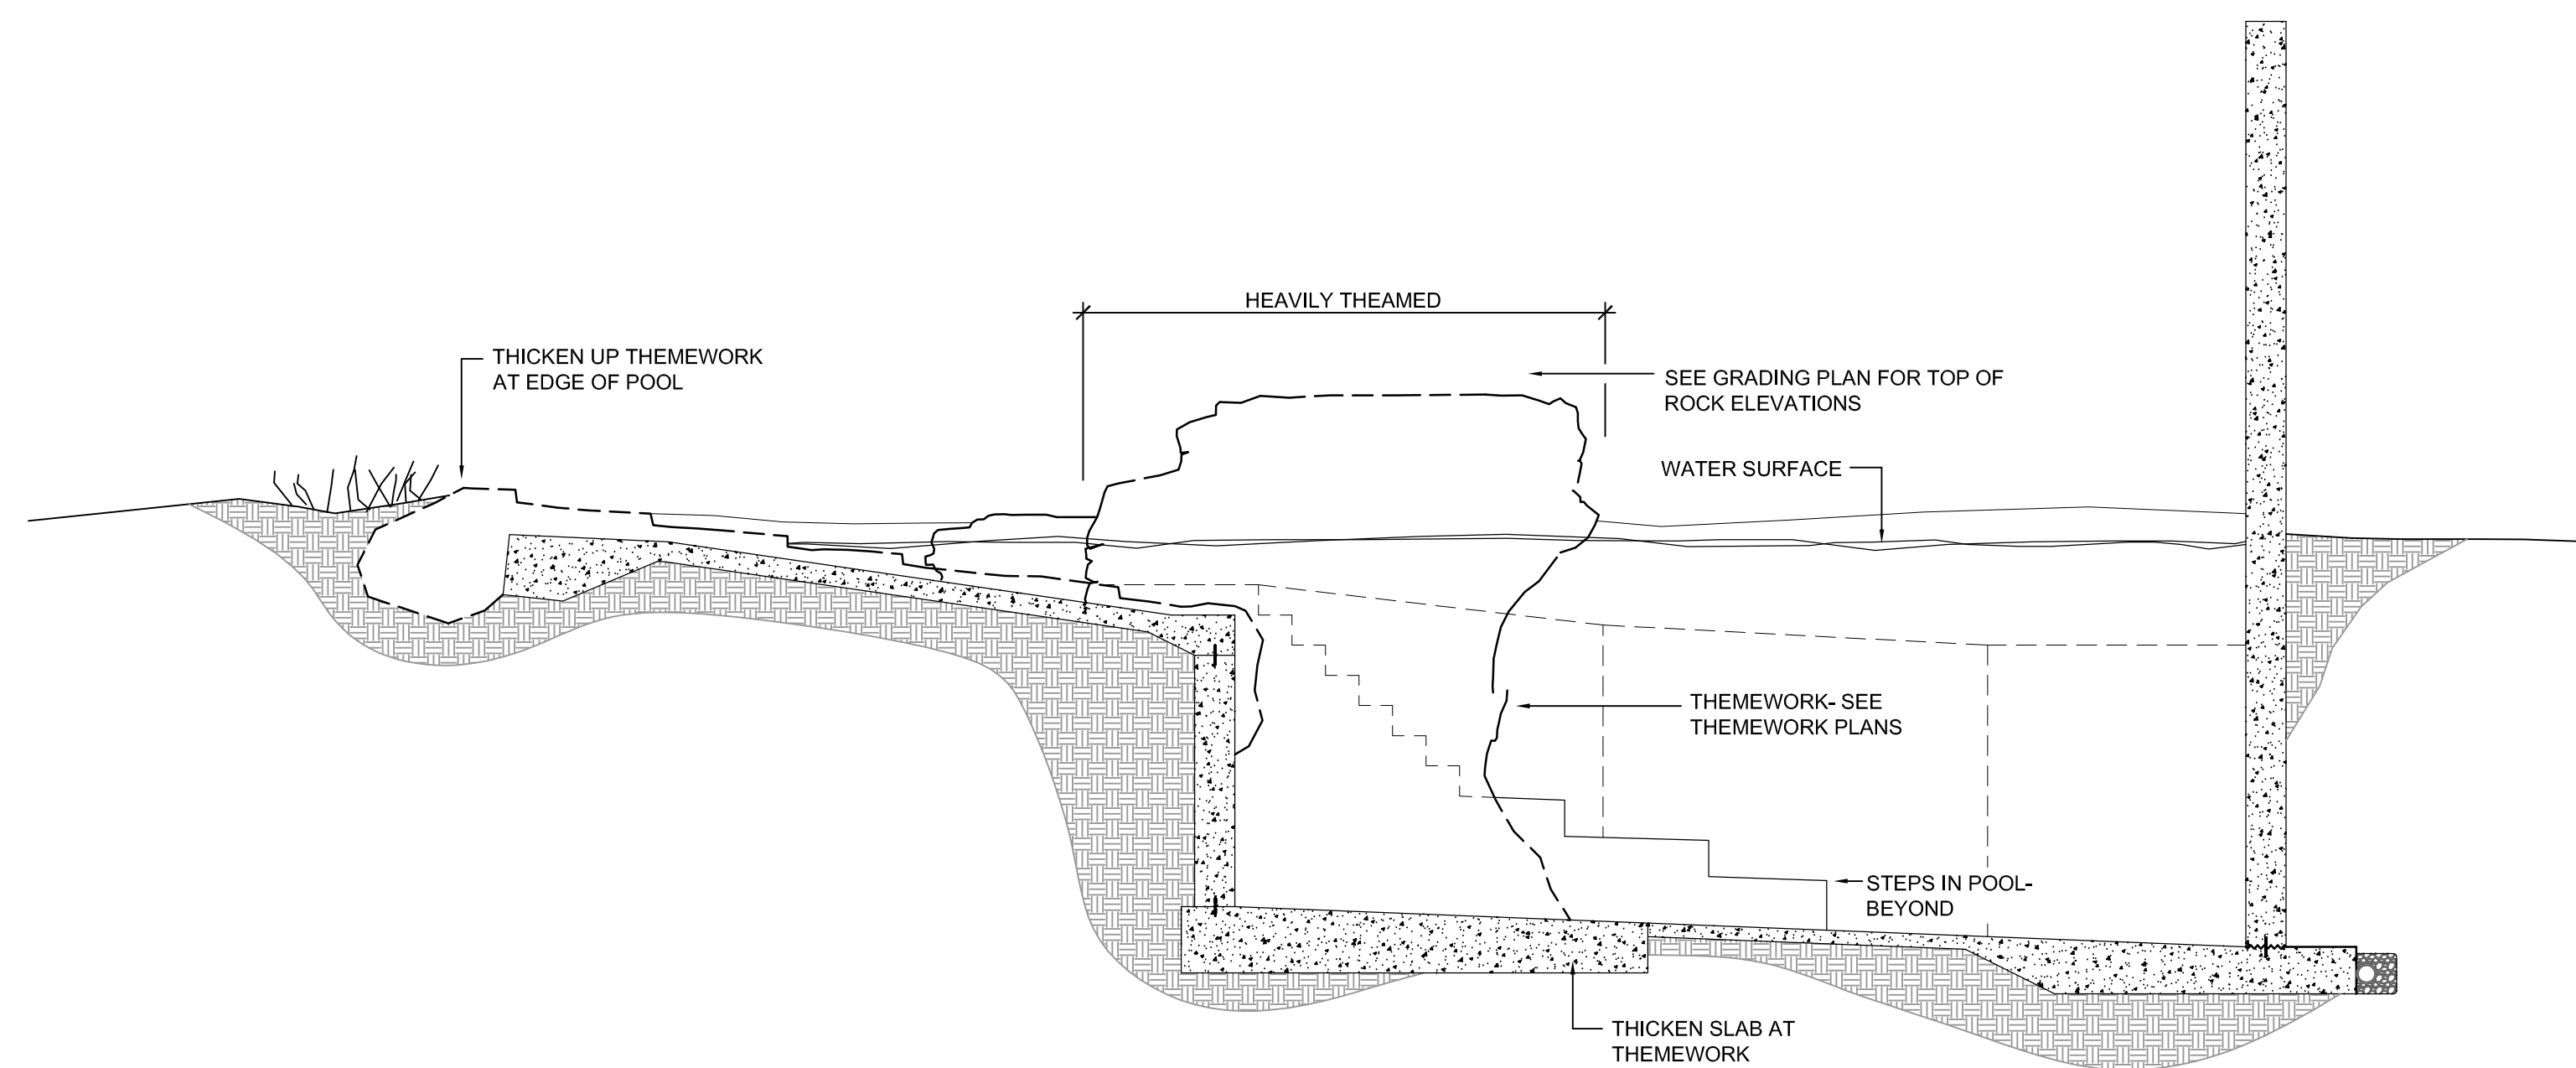 HEAVILY THEAMED
THICKEN UP THEMEWORK
AT EDGE OF POOL
SEE GRADING PLAN FOR TOP OF
ROCK ELEVATIONS
WATER SURFACE
THEMEWORK- SEE
THEMEWORK PLANS
STEPS IN POOL-
BEYOND
THICKEN SLAB AT
THEMEWORK